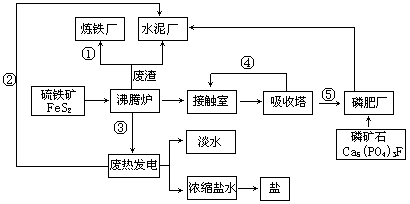 炼铁厂
水泥厂
①
②
废渣
④
硫铁矿
FeS₂
沸腾炉
接触室
吸收塔
⑤
磷肥厂
③
磷矿石
Ca₅(PO₄)₃F
淡水
废热发电
浓缩盐水
盐